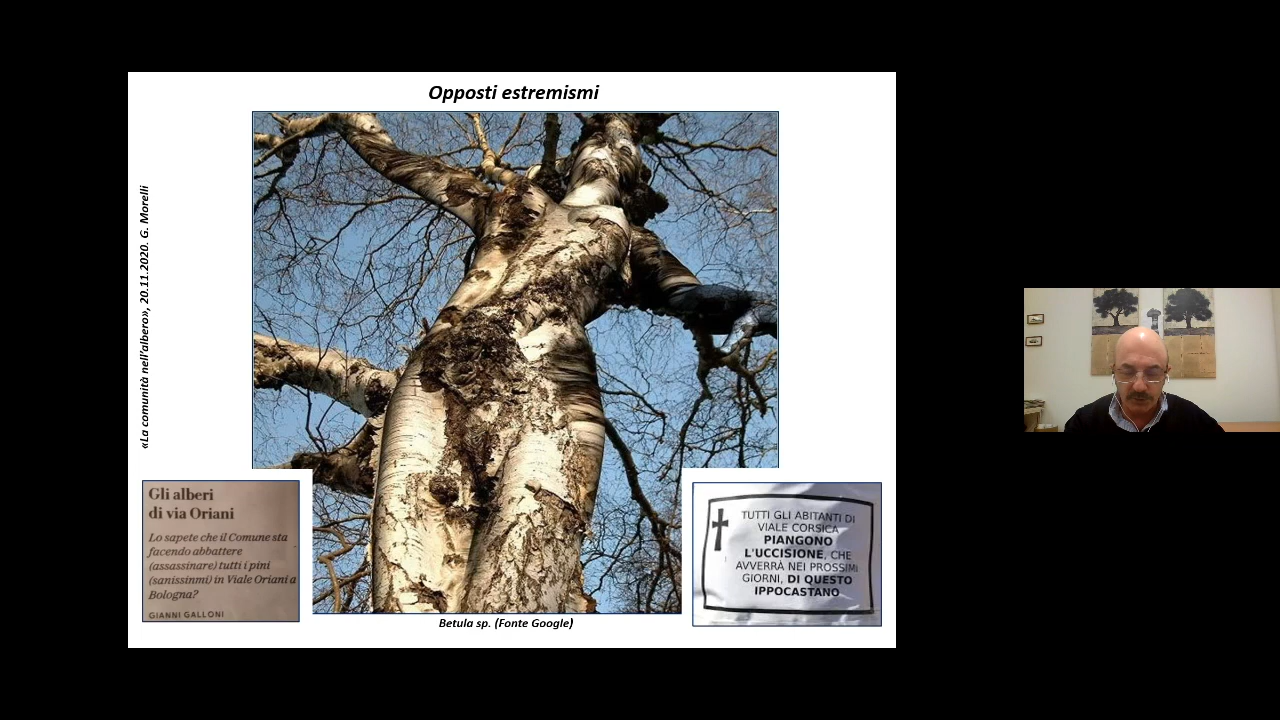 Opposti estremismi
«La comunità nell'albero», 20.11.2020. G. Morelli
Gli alberi
di via Oriani
Lo sapete che il Comune sta
facendo abbattere
(assassinare) tutti i pini
(sanissinmi) in Viale Oriani a
Bologna?
GIANNI GALLONI
TUTTI GLI ABITANTI DI
VIALE CORSICA
PIANGONO
L'UCCISIONE, CHE
AVVERRÀ NEI PROSSIMI
GIORNI, DI QUESTO
IPPOCASTANO
Betula sp. (Fonte Google)